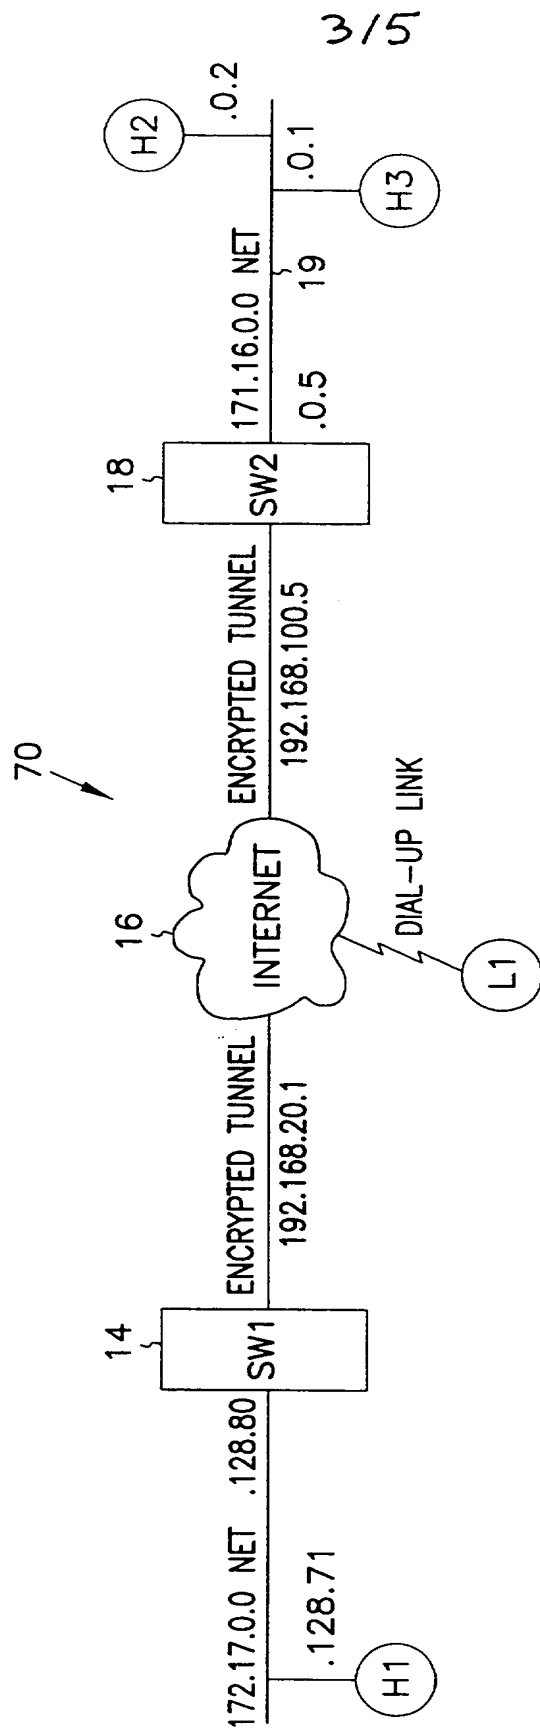 3/5
70
172.17.0.0 NET
.128.80
.128.71
H1
14
SW1
ENCRYPTED TUNNEL
192.168.20.1
16
INTERNET
DIAL-UP LINK
L1
ENCRYPTED TUNNEL
192.168.100.5
18
SW2
171.16.0.0 NET
.0.5
19
H2
.0.2
.0.1
H3